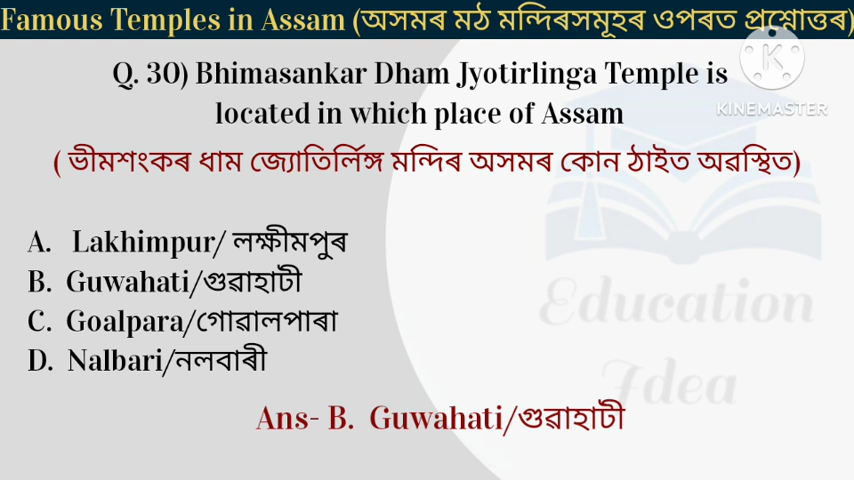 Famous Temples in Assam (অসমৰ মঠ মন্দিৰসমূহৰ ওপৰত প্ৰশ্নোত্তৰ)
KINEMASTER
Q. 30) Bhimasankar Dham Jyotirlinga Temple is
located in which place of Assam
( ভীমশংকৰ ধাম জ্যোতিৰ্লিঙ্গ মন্দিৰ অসমৰ কোন ঠাইত অৱস্থিত)
A. Lakhimpur/ লক্ষীমপুৰ
B. Guwahati/গুৱাহাটী
C. Goalpara/গোৱালপাৰা
D. Nalbari/নলবাৰী
Education
Idea
Ans- B. Guwahati/গুৱাহাটী